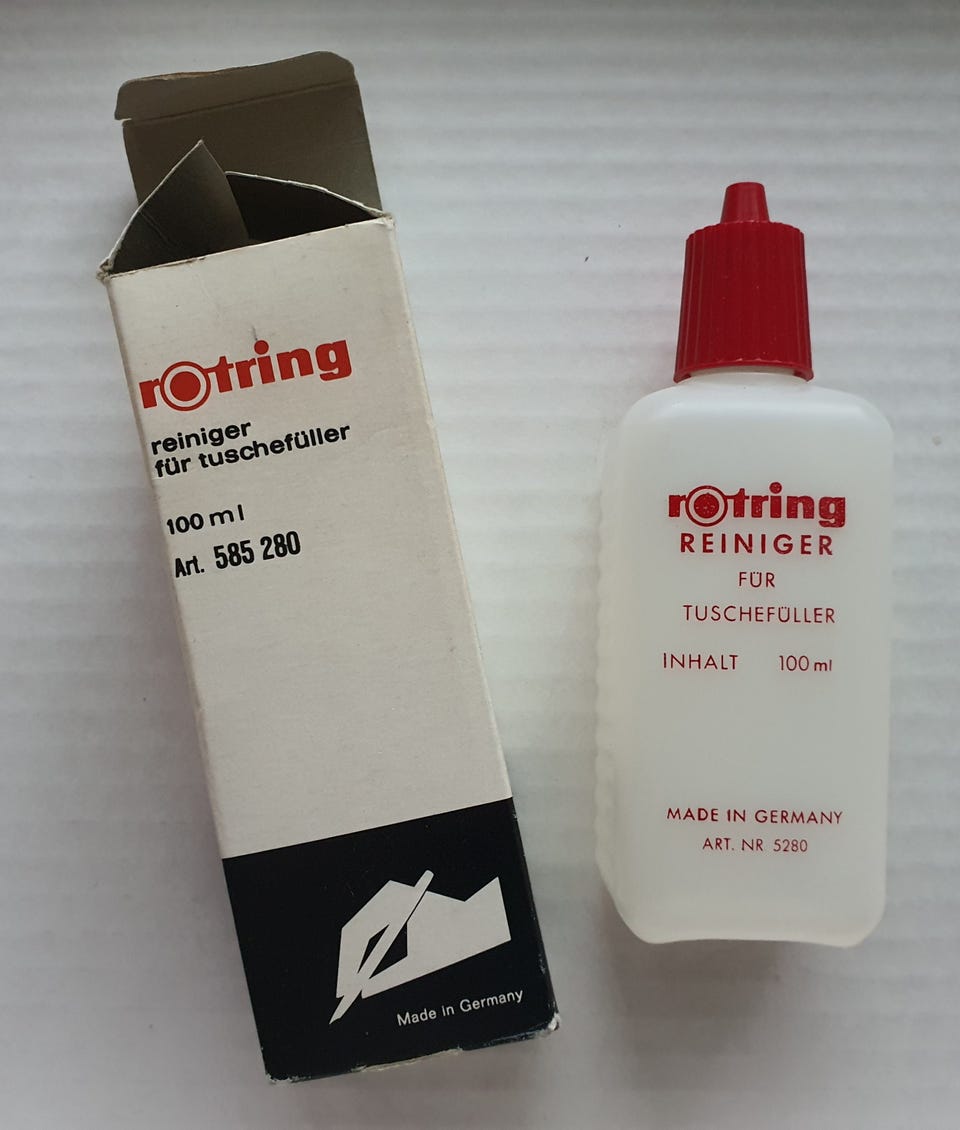 rotring
reiniger
für tuschefüller
100 ml
Art. 585 280
Made in Germany
rotring
REINIGER
FÜR
TUSCHEFÜLLER
INHALT 100 ml
MADE IN GERMANY
ART. NR 5280